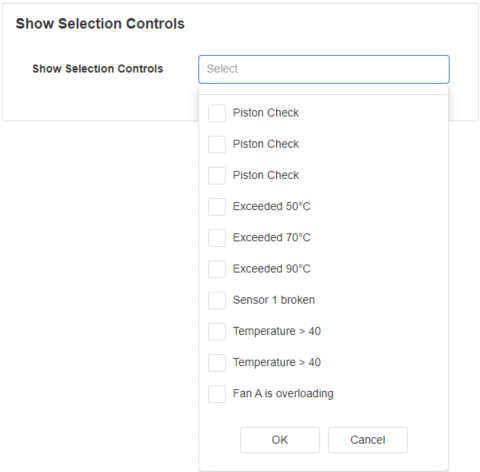 Show Selection Controls
Show Selection Controls
Select
Piston Check
Piston Check
Piston Check
Exceeded 50°C
Exceeded 70°C
Exceeded 90°C
Sensor 1 broken
Temperature > 40
Temperature > 40
Fan A is overloading
OK
Cancel